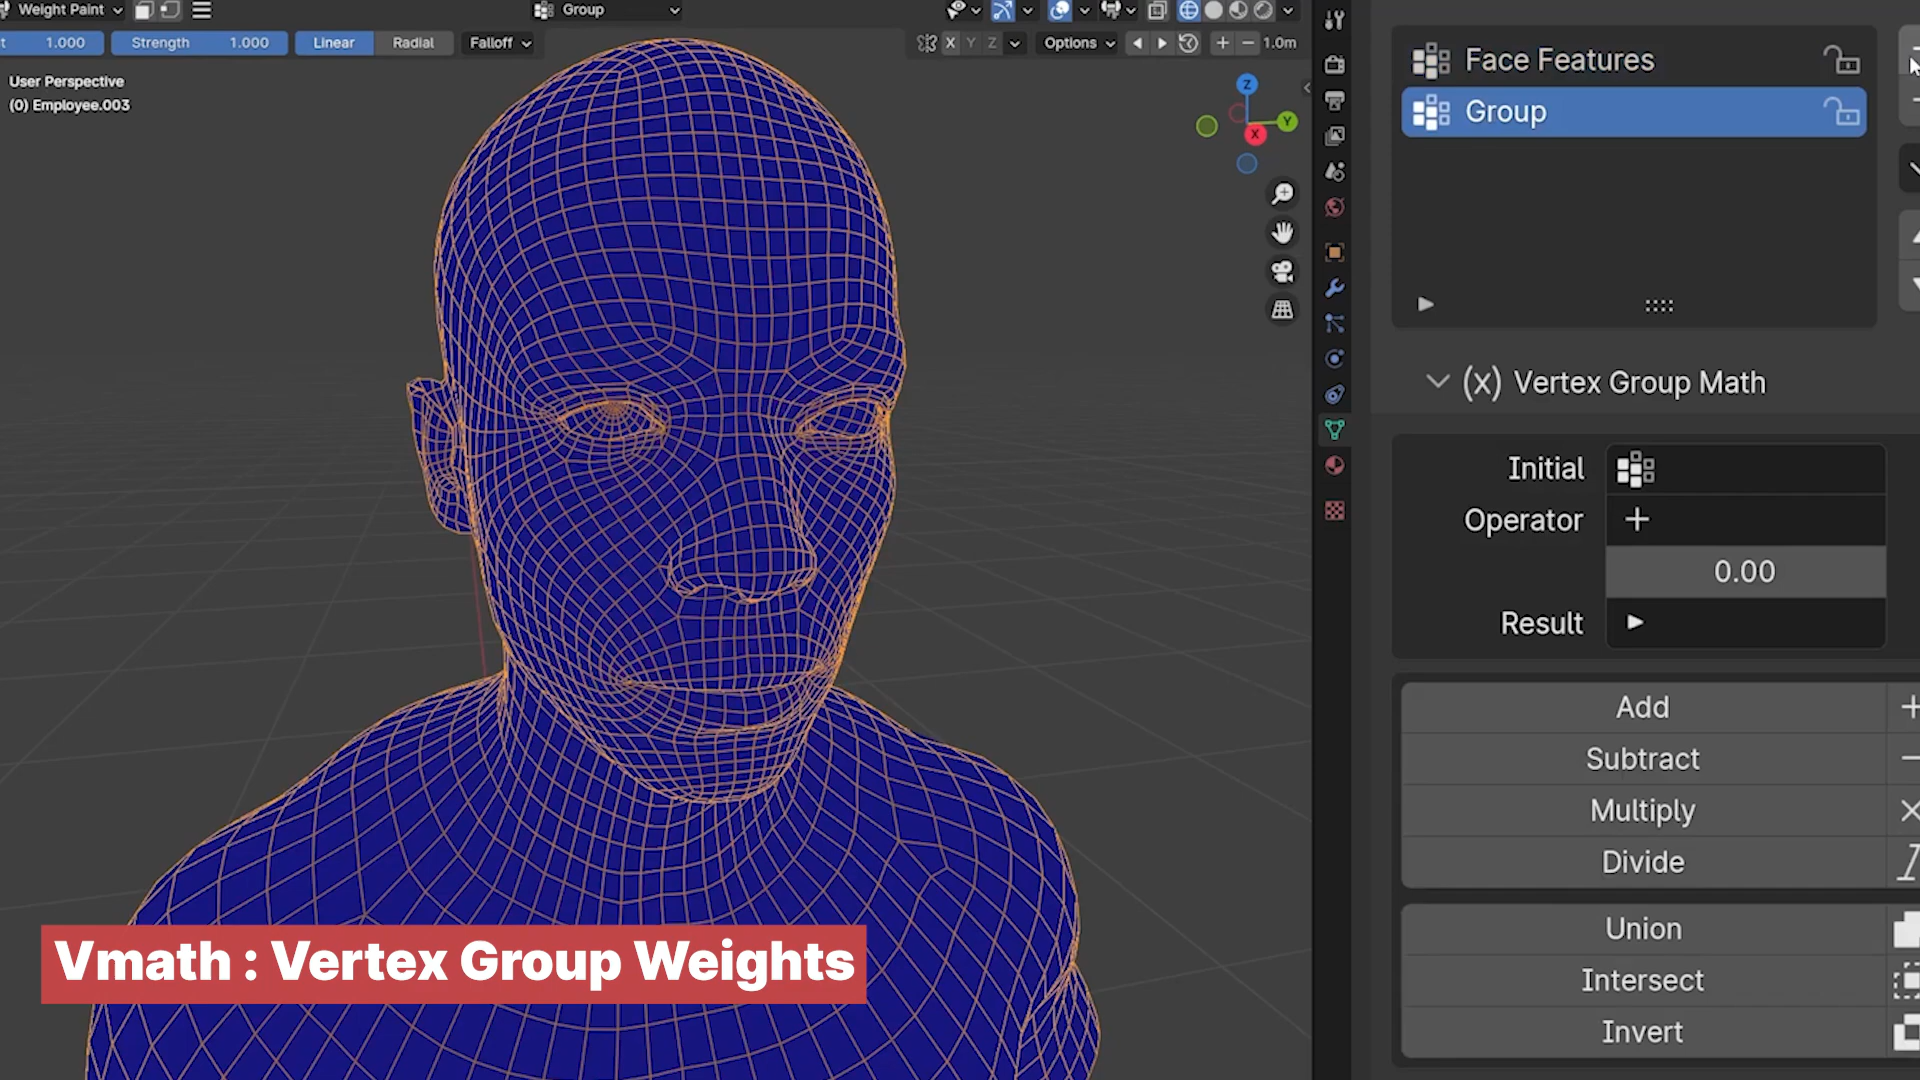 Weight Paint
Group
1.000
Strength 1.000
Linear
Radial
Falloff
X Y Z
Options
1.0m
User Perspective
(0) Employee.003
Z
Y
X
Face Features
Group
(x) Vertex Group Math
Initial
Operator +
0.00
Result
Add
Subtract
Multiply
Divide
Union
Intersect
Invert
Vmath : Vertex Group Weights